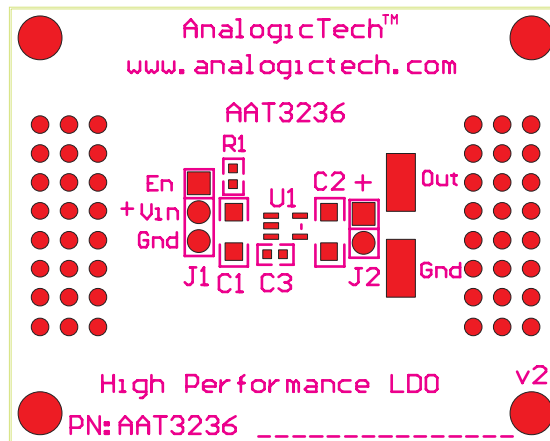 AnalogicTech™
www.analogictech.com
AAT3236
R1
En
C2
+
Out
U1
+ Vin
Gnd
Gnd
J1
C1
C3
J2
High Performance LDO
v2
PN: AAT3236 _______________